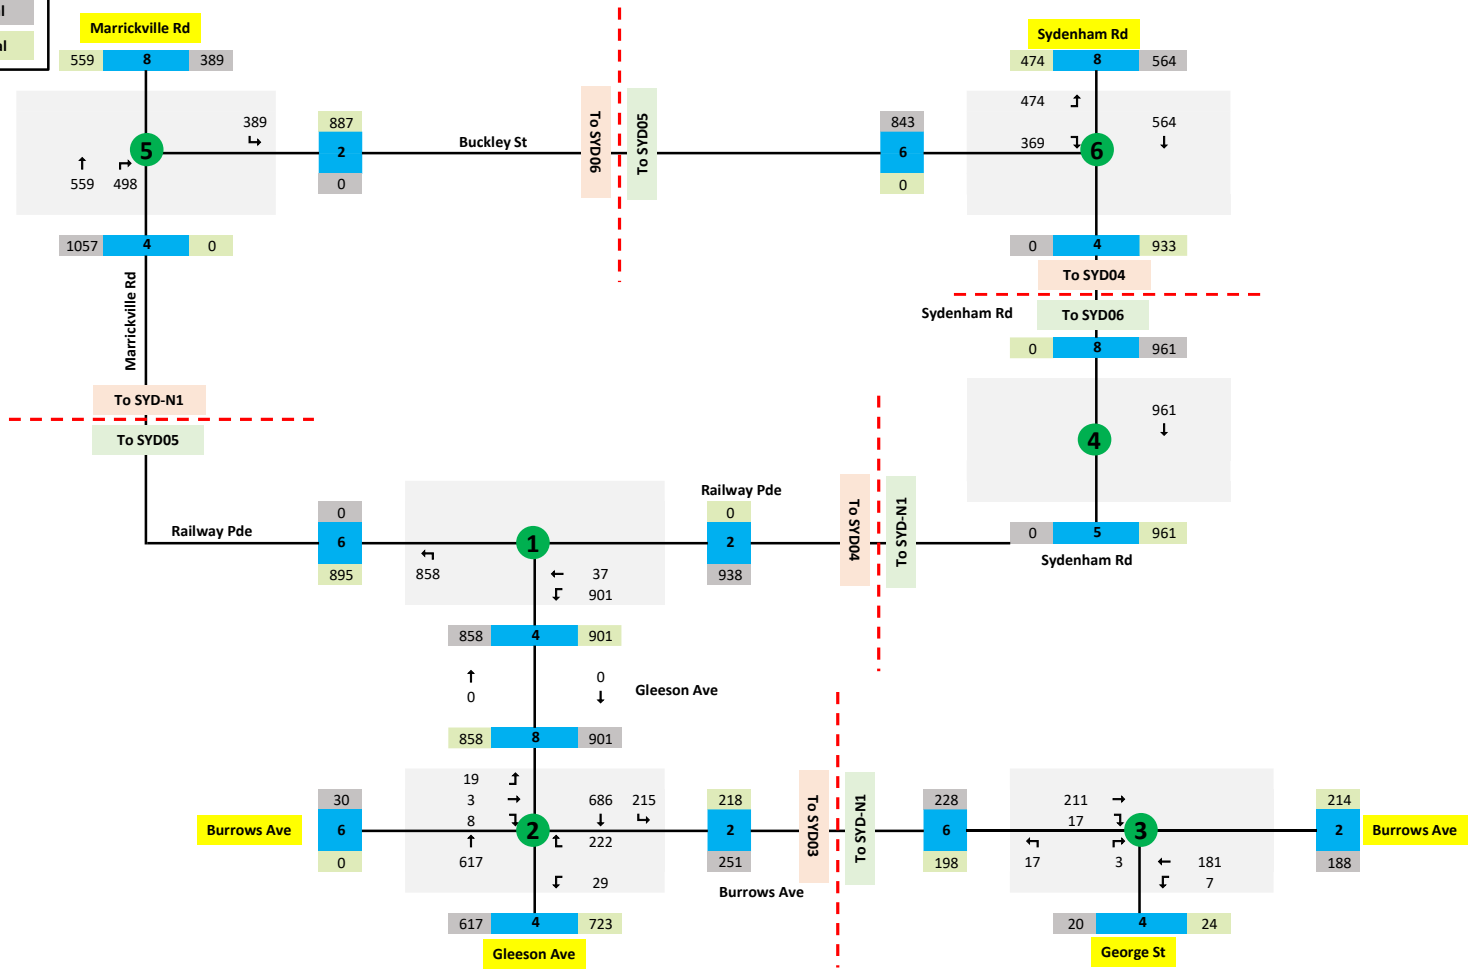 al
al
Marrickville Rd
559 8 389
389
5
559 498
1057 4 0
887
2
0
Buckley St
To SYD06
To SYD05
843
6
0
Sydenham Rd
474 8 564
474
564
369
6
0 4 933
To SYD04
Sydenham Rd
To SYD06
0 8 961
961
4
0 5 961
Sydenham Rd
Marrickville Rd
To SYD-N1
To SYD05
Railway Pde
0
6
895
1
858
37
901
Railway Pde
0
2
938
To SYD04
To SYD-N1
858 4 901
0
0
Gleeson Ave
858 8 901
Burrows Ave
30
6
0
19
3
8
686 215
2
617
222
29
218
2
251
Burrows Ave
To SYD03
To SYD-N1
617 4 723
Gleeson Ave
228
6
198
211
17
3
17 3
181
7
214
2
188
Burrows Ave
20 4 24
George St